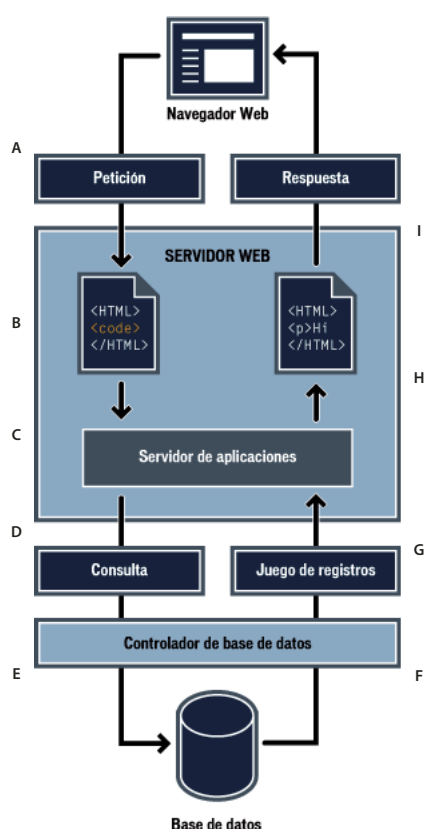 Navegador Web
A
Petición
Respuesta
I
SERVIDOR WEB
B
<HTML>
<code>
</HTML>
<HTML>
<p>Hi
</HTML>
H
C
Servidor de aplicaciones
D
Consulta
Juego de registros
G
Controlador de base de datos
E
F
Base de datos